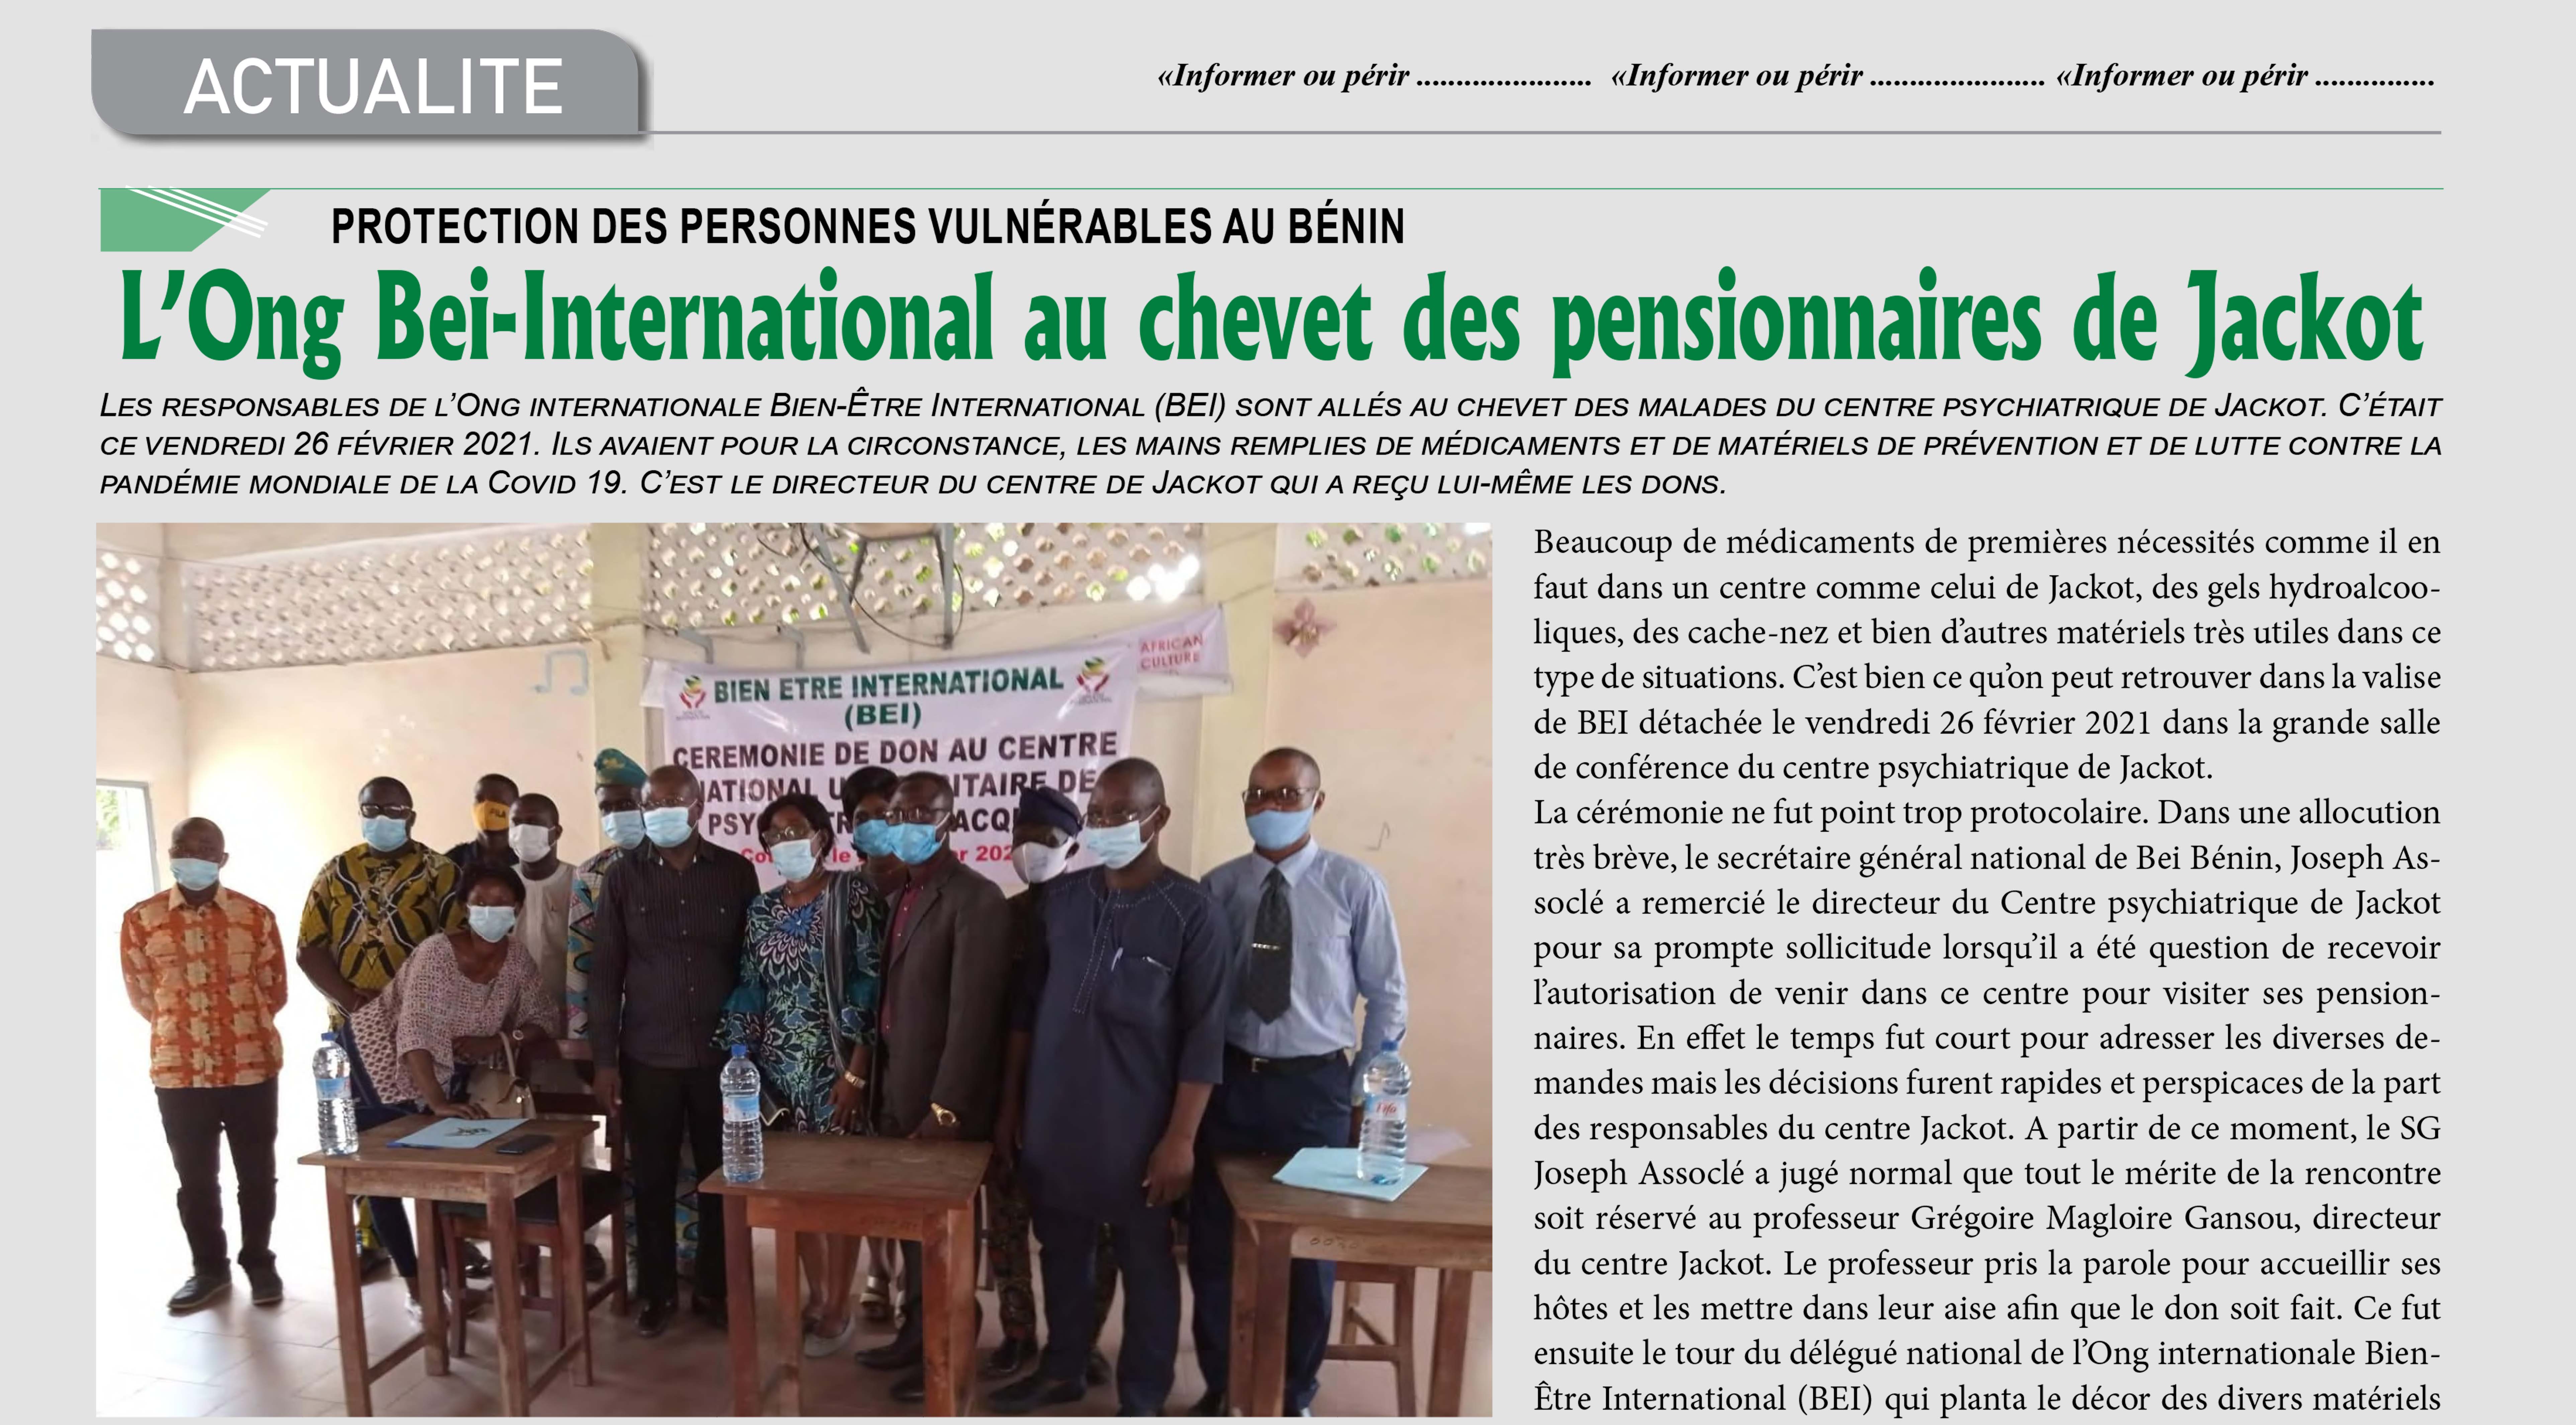 ACTUALITE
«Informer ou périr ...................... «Informer ou périr ...................... «Informer ou périr ...............
PROTECTION DES PERSONNES VULNÉRABLES AU BÉNIN
L'Ong Bei-International au chevet des pensionnaires de Jackot
LES RESPONSABLES DE L'ONG INTERNATIONALE BIEN-ÊTRE INTERNATIONAL (BEI) SONT ALLÉS AU CHEVET DES MALADES DU CENTRE PSYCHIATRIQUE DE JACKOT. C'ÉTAIT
CE VENDREDI 26 FÉVRIER 2021. ILS AVAIENT POUR LA CIRCONSTANCE, LES MAINS REMPLIES DE MÉDICAMENTS ET DE MATÉRIELS DE PRÉVENTION ET DE LUTTE CONTRE LA
PANDÉMIE MONDIALE DE LA COVID 19. C'EST LE DIRECTEUR DU CENTRE DE JACKOT QUI A REÇU LUI-MÊME LES DONS.
AFRICAN
CULTURE
BIEN ETRE INTERNATIONAL
(BEI)
CEREMONIE DE DON AU CENTRE
NATIONAL U ITAIRE DE
PSY TR ACQ
le r 202
Fifa
Beaucoup de médicaments de premières nécessités comme il en
faut dans un centre comme celui de Jackot, des gels hydroalcoo-
liques, des cache-nez et bien d'autres matériels très utiles dans ce
type de situations. C'est bien ce qu'on peut retrouver dans la valise
de BEI détachée le vendredi 26 février 2021 dans la grande salle
de conférence du centre psychiatrique de Jackot.
La cérémonie ne fut point trop protocolaire. Dans une allocution
très brève, le secrétaire général national de Bei Bénin, Joseph As-
soclé a remercié le directeur du Centre psychiatrique de Jackot
pour sa prompte sollicitude lorsqu'il a été question de recevoir
l'autorisation de venir dans ce centre pour visiter ses pension-
naires. En effet le temps fut court pour adresser les diverses de-
mandes mais les décisions furent rapides et perspicaces de la part
des responsables du centre Jackot. A partir de ce moment, le SG
Joseph Assoclé a jugé normal que tout le mérite de la rencontre
soit réservé au professeur Grégoire Magloire Gansou, directeur
du centre Jackot. Le professeur pris la parole pour accueillir ses
hôtes et les mettre dans leur aise afin que le don soit fait. Ce fut
ensuite le tour du délégué national de l'Ong internationale Bien-
Être International (BEI) qui planta le décor des divers matériels